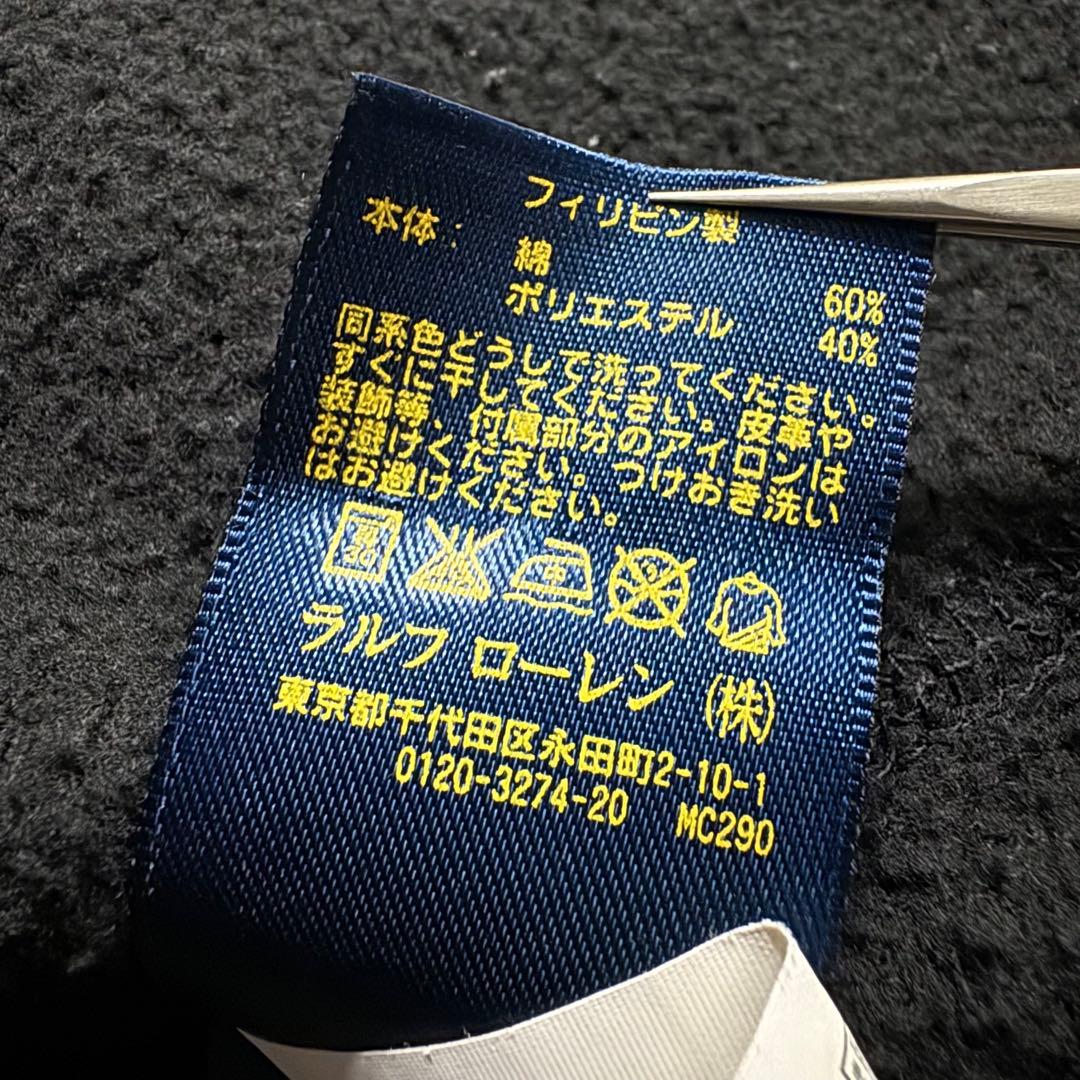 フィリピン製
本体:
綿 60%
ポリエステル 40%
同系色どうしで洗ってください。
すぐに干してください。皮革や
装飾等、付属部分のアイロンは
お避けください。つけおき洗い
はお避けください。
中
ラルフ ローレン (株)
東京都千代田区永田町2-10-1
0120-3274-20 MC290